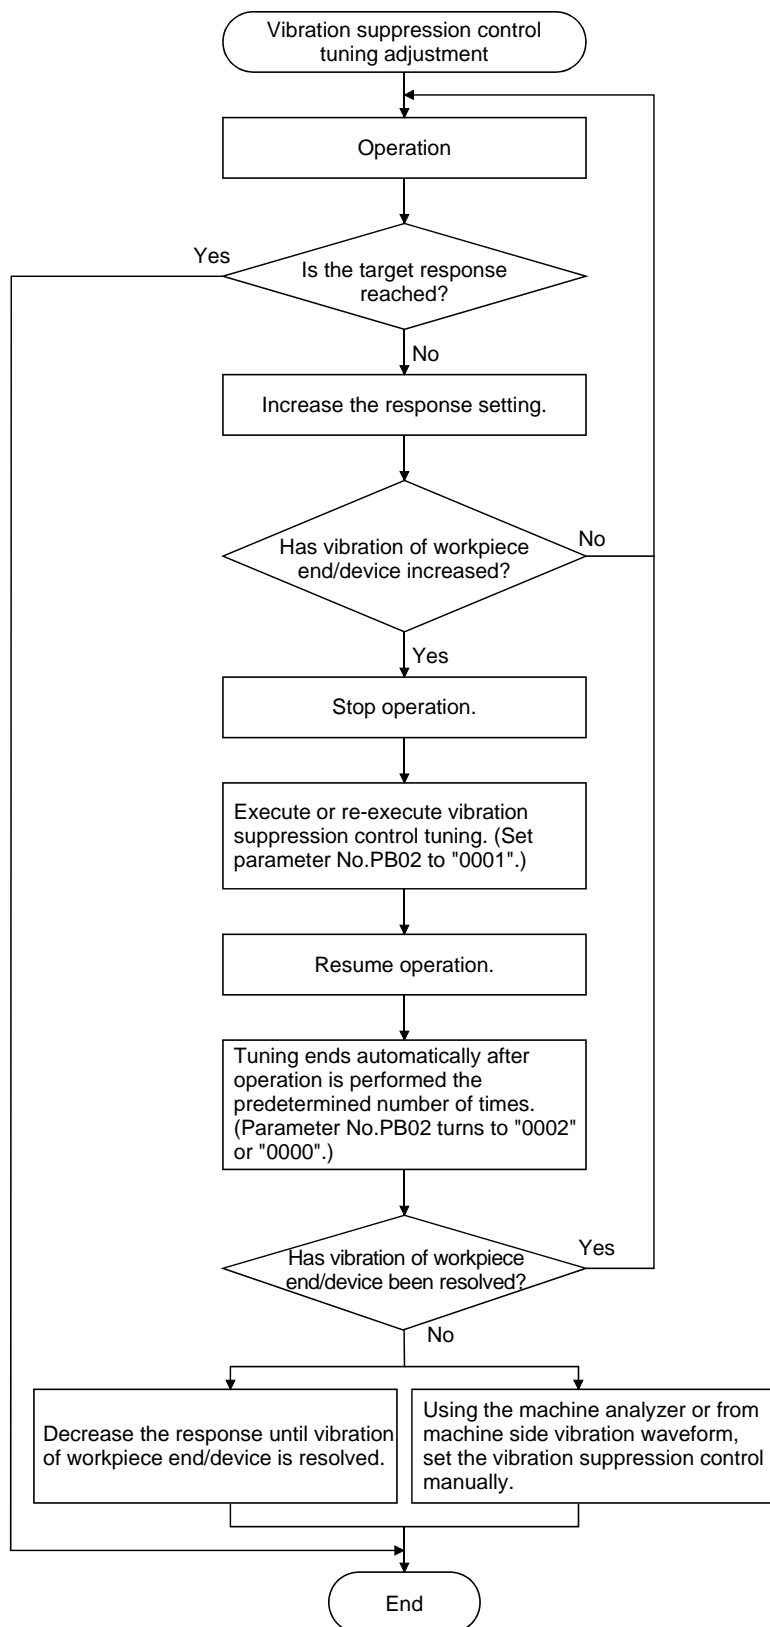 Vibration suppression control
tuning adjustment
Operation
Yes
Is the target response
reached?
No
Increase the response setting.
Has vibration of workpiece
end/device increased?
No
Yes
Stop operation.
Execute or re-execute vibration
suppression control tuning. (Set
parameter No.PB02 to "0001".)
Resume operation.
Tuning ends automatically after
operation is performed the
predetermined number of times.
(Parameter No.PB02 turns to "0002"
or "0000".)
Has vibration of workpiece
end/device been resolved?
Yes
No
Decrease the response until vibration
of workpiece end/device is resolved.
Using the machine analyzer or from
machine side vibration waveform,
set the vibration suppression control
manually.
End